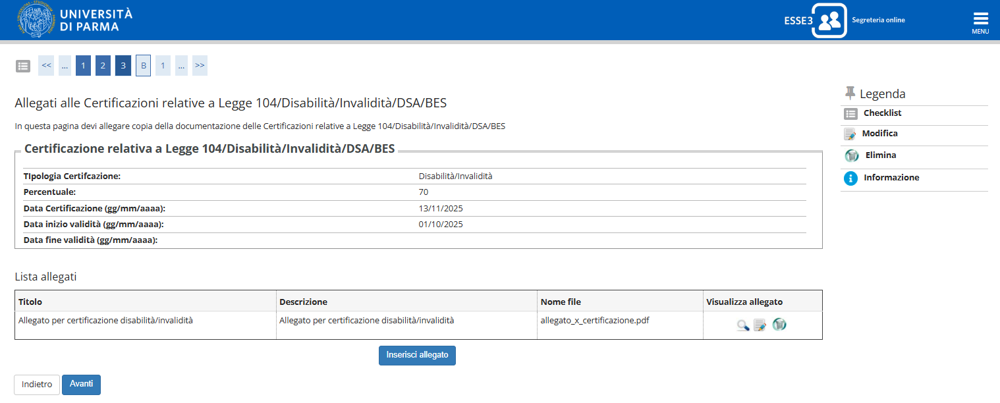 UNIVERSITÀ
DI PARMA
ESSE3
Segreteria online
MENU
<< ... 1 2 3 B 1 ... >>
Allegati alle Certificazioni relative a Legge 104/Disabilità/Invalidità/DSA/BES
In questa pagina devi allegare copia della documentazione delle Certificazioni relative a Legge 104/Disabilità/Invalidità/DSA/BES
Certificazione relativa a Legge 104/Disabilità/Invalidità/DSA/BES
TIpologia Certifcazione: Disabilità/Invalidità
Percentuale: 70
Data Certificazione (gg/mm/aaaa): 13/11/2025
Data inizio validità (gg/mm/aaaa): 01/10/2025
Data fine validità (gg/mm/aaaa):
Lista allegati
Titolo Descrizione Nome file Visualizza allegato
Allegato per certificazione disabilità/invalidità Allegato per certificazione disabilità/invalidità allegato_x_certificazione.pdf
Inserisci allegato
Indietro Avanti
Legenda
Checklist
Modifica
Elimina
Informazione